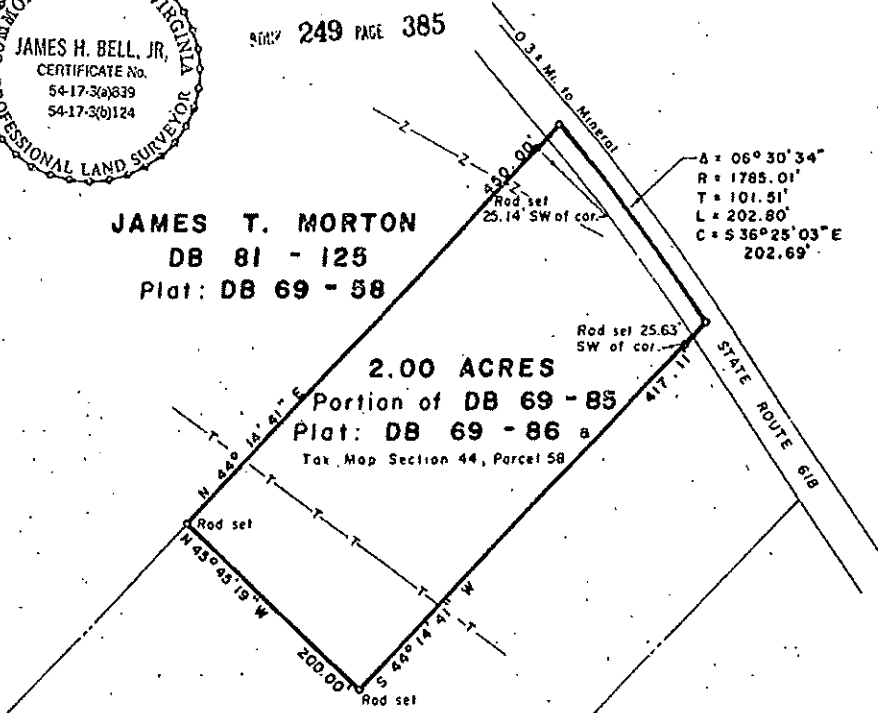 VIRGINIA
JAMES H. BELL, JR,
CERTIFICATE No.
54-17-3(a)839
54-17-3(b)124
PROFESSIONAL LAND SURVEYOR
249 PAGE 385
0.3± Mi. to Mineral
Δ = 06° 30' 34"
R = 1785.01'
T = 101.51'
L = 202.80'
C = S 36° 25' 03" E
202.69'
450.00'
Z
Z
Z
Rod set
25.14' SW of cor.
JAMES T. MORTON
DB 81 - 125
Plat: DB 69 - 58
Rod set 25.63'
SW of cor.
417.11'
STATE ROUTE 618
2.00 ACRES
Portion of DB 69 - 85
Plat: DB 69 - 86 a
Tax Map Section 44, Parcel 58
N 44° 14' 41" E
T
T
T
T
T
T
Rod set
N 45° 45' 19" W
200.00'
S 44° 14' 41" W
Rod set